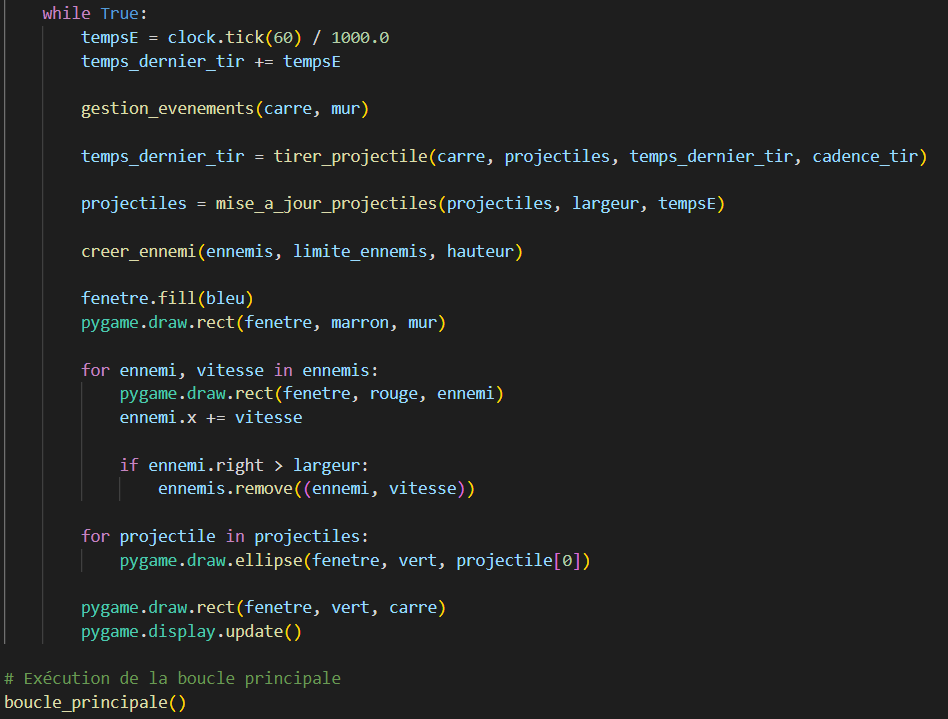 while True:
tempsE = clock.tick(60) / 1000.0
temps_dernier_tir += tempsE
gestion_evenements(carre, mur)
temps_dernier_tir = tirer_projectile(carre, projectiles, temps_dernier_tir, cadence_tir)
projectiles = mise_a_jour_projectiles(projectiles, largeur, tempsE)
creer_ennemi(ennemis, limite_ennemis, hauteur)
fenetre.fill(bleu)
pygame.draw.rect(fenetre, marron, mur)
for ennemi, vitesse in ennemis:
pygame.draw.rect(fenetre, rouge, ennemi)
ennemi.x += vitesse
if ennemi.right > largeur:
ennemis.remove((ennemi, vitesse))
for projectile in projectiles:
pygame.draw.ellipse(fenetre, vert, projectile[0])
pygame.draw.rect(fenetre, vert, carre)
pygame.display.update()
# Exécution de la boucle principale
boucle_principale()